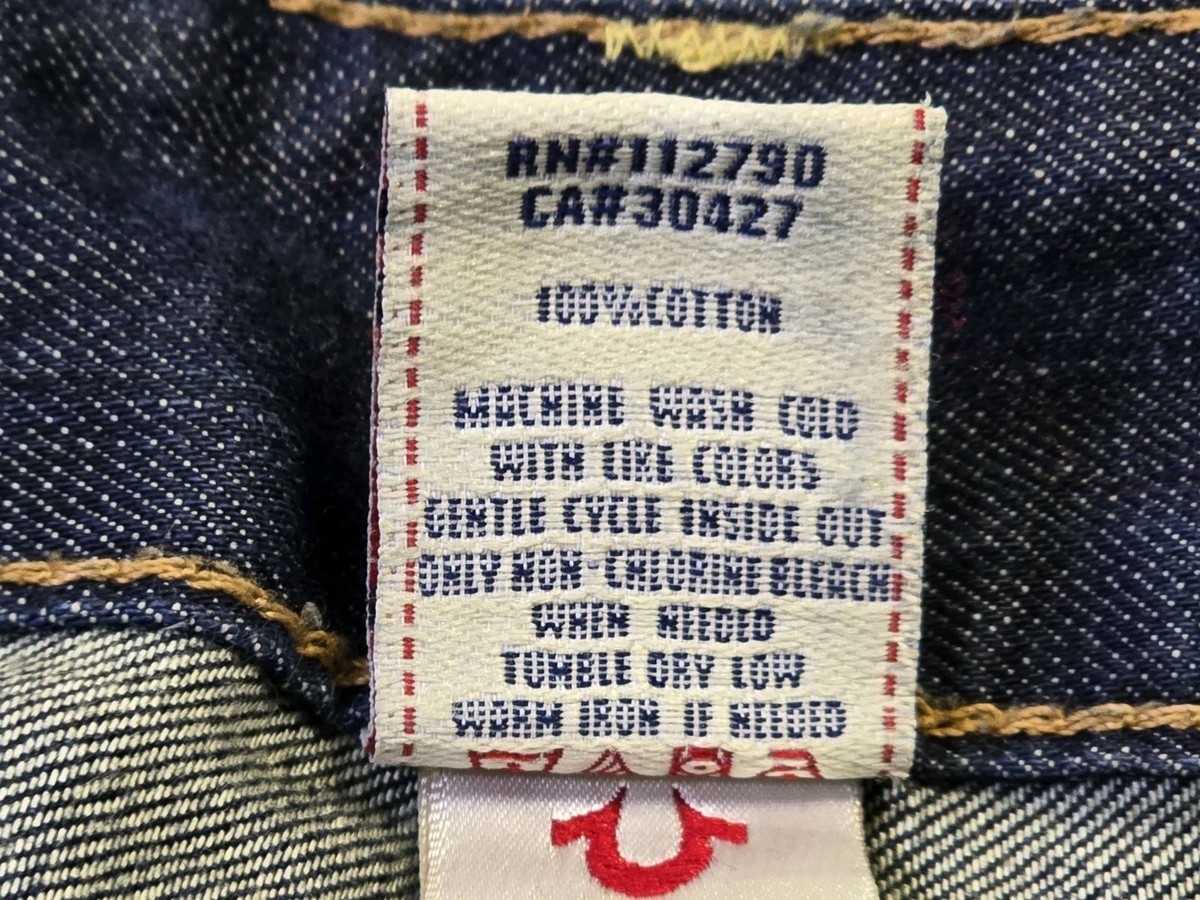 RN#112790
CA#30427
100%COTTON
MACHINE WASH COLD
WITH LIKE COLORS
GENTLE CYCLE INSIDE OUT
ONLY NON-CHLORINE BLEACH
WHEN NEEDED
TUMBLE DRY LOW
WARM IRON IF NEEDED